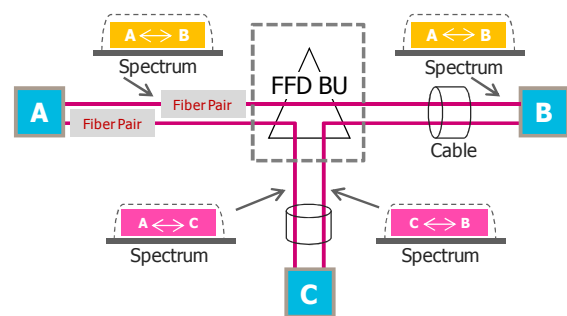 A ⟷ B
Spectrum
A ⟷ B
Spectrum
FFD BU
Fiber Pair
A
Fiber Pair
B
Cable
A ⟷ C
Spectrum
C ⟷ B
Spectrum
C